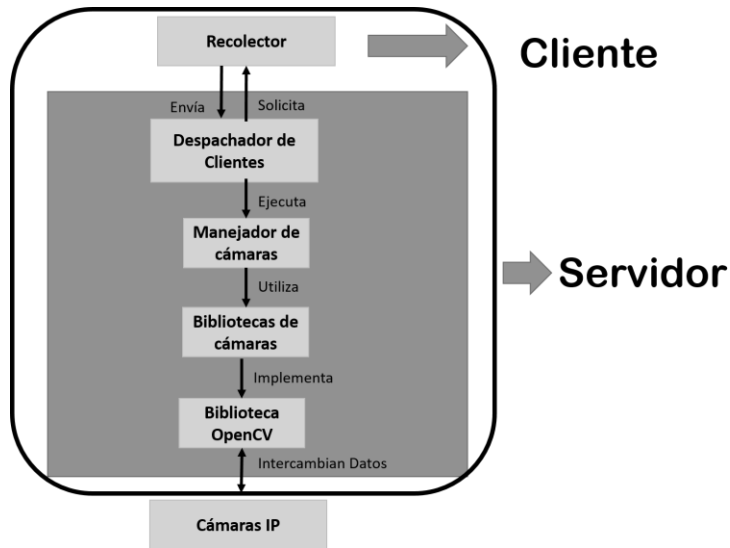 Recolector
Cliente
Envía
Solicita
Despachador de
Clientes
Ejecuta
Manejador de
cámaras
Servidor
Utiliza
Bibliotecas de
cámaras
Implementa
Biblioteca
OpenCV
Intercambian Datos
Cámaras IP